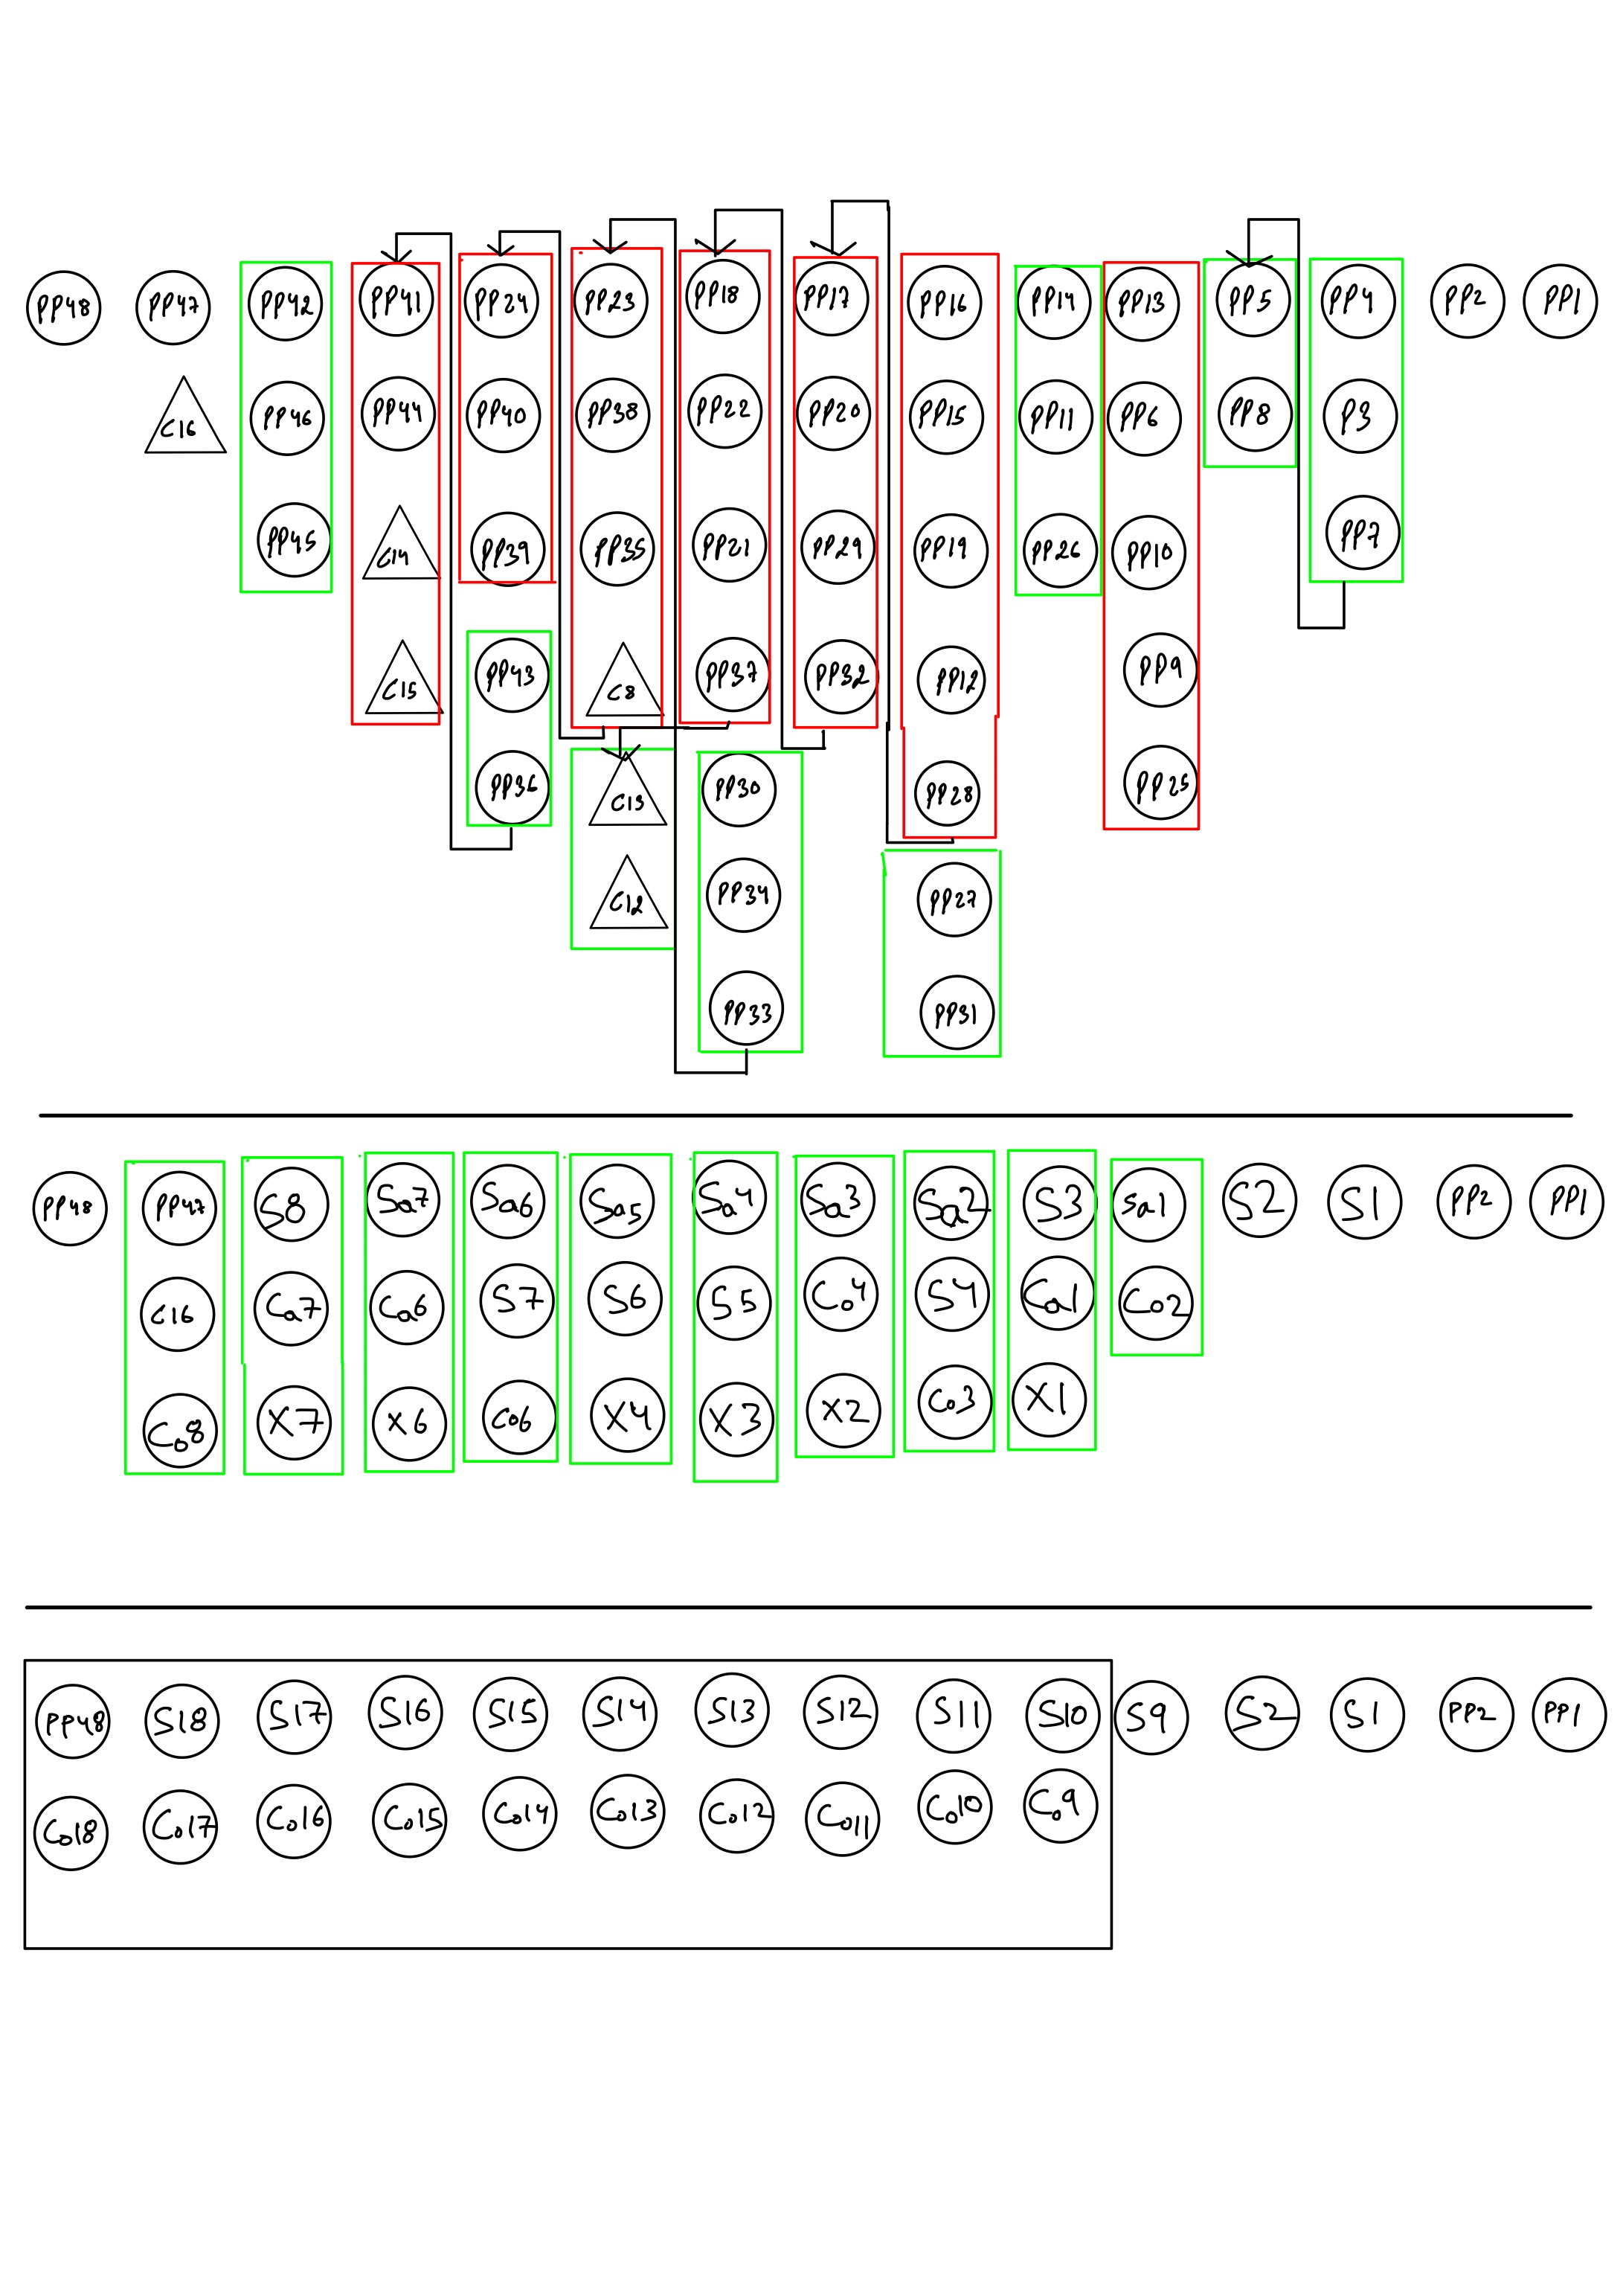 PP48 PP47 PP42 PP41 PP24 PP23 PP18 PP17 PP16 PP14 PP13 PP5 PP4 PP2 PP1
C16 PP46 PP44 PP40 PP38 PP22 PP20 PP15 PP11 PP6 PP8 P3
PP45 C14 PP39 PP35 PP21 PP29 PP19 PP26 PP10 PP7
C15 PP43 C8 PP37 PP32 PP12 PP9
PP36 C13 PP30 PP28 PP25
C12 PP34 PP27
PP33 PP31
PP48 PP47 S8 Sa7 Sa6 Sa5 Sa4 Sa3 Sa2 S3 Sa1 S2 S1 PP2 PP1
C16 Ca7 Ca6 S7 S6 S5 Co4 S4 Ca1 Co2
Co8 X7 X6 Co6 X4 X3 X2 Co3 X1
PP48 S18 S17 S16 S15 S14 S13 S12 S11 S10 S9 S2 S1 PP2 PP1
Co18 Co17 Co16 Co15 Co14 Co13 Co12 Co11 Co10 Co9